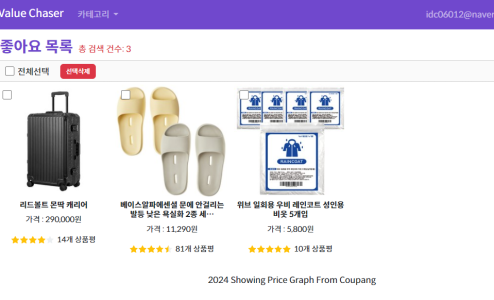 Value Chaser 카테고리 idc06012@naver
좋아요 목록 총 검색 건수: 3
전체선택 선택삭제
리드볼트 몬딱 캐리어
가격 : 290,000원
14개 상품평
베이스알파에센셜 문에 안걸리는
발등 낮은 욕실화 2종 세…
가격 : 11,290원
81개 상품평
RAINCOAT
위브 일회용 우비 레인코트 성인용
비옷 5개입
가격 : 5,800원
10개 상품평
2024 Showing Price Graph From Coupang